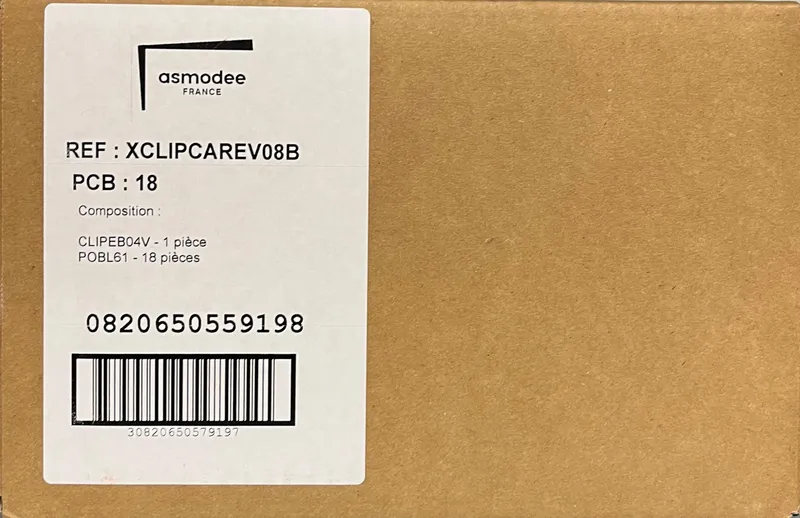 asmodee
FRANCE
REF : XCLIPCAREV08B
PCB : 18
Composition :
CLIPEB04V - 1 pièce
POBL61 - 18 pièces
0820650559198
30820650579197